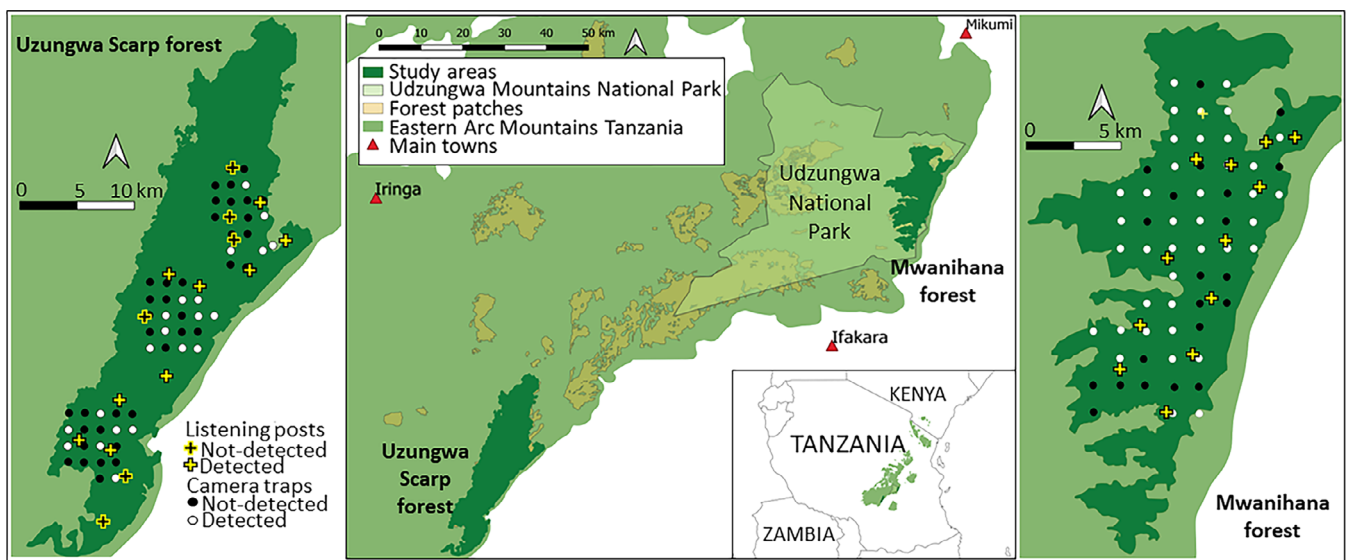 Uzungwa Scarp forest
0 5 10 km
Listening posts
Not-detected
Detected
Camera traps
Not-detected
Detected
0 10 20 30 40 50 km
Study areas
Udzungwa Mountains National Park
Forest patches
Eastern Arc Mountains Tanzania
Main towns
Mikumi
Iringa
Udzungwa
National
Park
Mwanihana
forest
Ifakara
Uzungwa
Scarp
forest
KENYA
TANZANIA
ZAMBIA
0 5 km
Mwanihana
forest